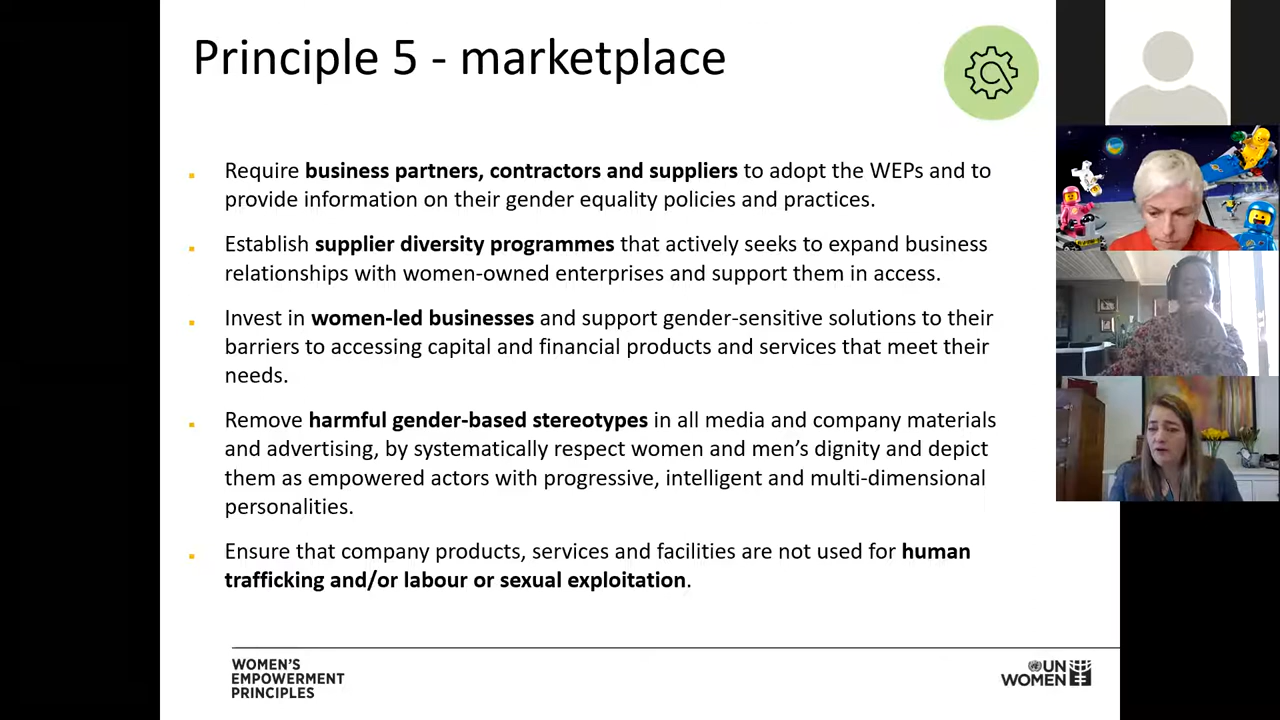 Principle 5 - marketplace
Require business partners, contractors and suppliers to adopt the WEPs and to
provide information on their gender equality policies and practices.
Establish supplier diversity programmes that actively seeks to expand business
relationships with women-owned enterprises and support them in access.
Invest in women-led businesses and support gender-sensitive solutions to their
barriers to accessing capital and financial products and services that meet their
needs.
Remove harmful gender-based stereotypes in all media and company materials
and advertising, by systematically respect women and men’s dignity and depict
them as empowered actors with progressive, intelligent and multi-dimensional
personalities.
Ensure that company products, services and facilities are not used for human
trafficking and/or labour or sexual exploitation.
WOMEN’S
EMPOWERMENT
PRINCIPLES
UN
WOMEN